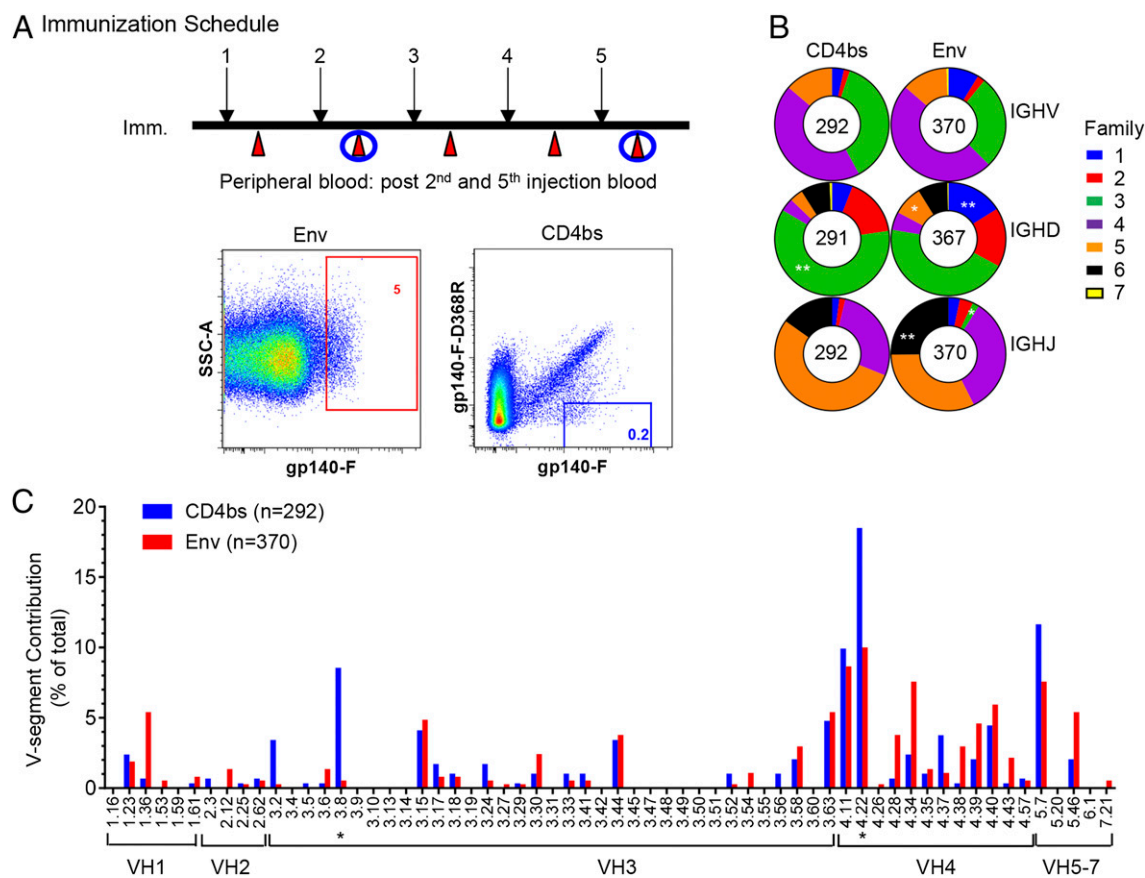 A Immunization Schedule
1 2 3 4 5
Imm.
Peripheral blood: post 2nd and 5th injection blood
Env
5
SSC-A
gp140-F
CD4bs
0.2
gp140-F-D368R
gp140-F
B
CD4bs Env
292 370 IGHV
** * **
291 367 IGHD
** *
292 370 IGHJ
Family
1
2
3
4
5
6
7
C
CD4bs (n=292)
Env (n=370)
V-segment Contribution
(% of total)
20
15
10
5
0
1.16 1.23 1.36 1.53 1.59 1.61 2.3 2.12 2.25 2.62 3.2 3.4 3.5 3.6 3.8 3.9 3.10 3.13 3.14 3.15 3.17 3.18 3.19 3.24 3.27 3.29 3.30 3.31 3.33 3.41 3.42 3.44 3.45 3.47 3.48 3.49 3.50 3.51 3.52 3.54 3.55 3.56 3.58 3.60 3.63 4.11 4.22 4.26 4.28 4.34 4.35 4.37 4.38 4.39 4.40 4.43 4.57 5.7 5.20 5.46 6.1 7.21
* *
VH1 VH2 VH3 VH4 VH5-7